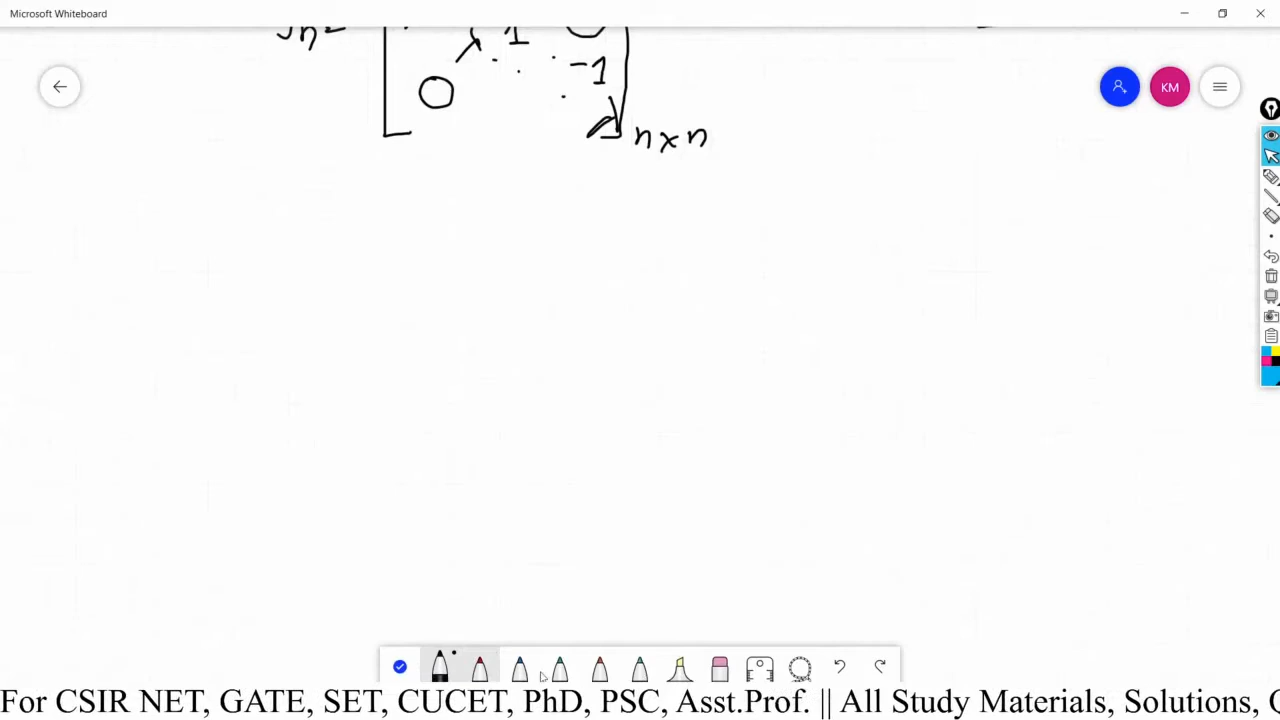 Microsoft Whiteboard
1
-1
0
n x n
KM
For CSIR NET, GATE, SET, CUCET, PhD, PSC, Asst.Prof. || All Study Materials, Solutions,